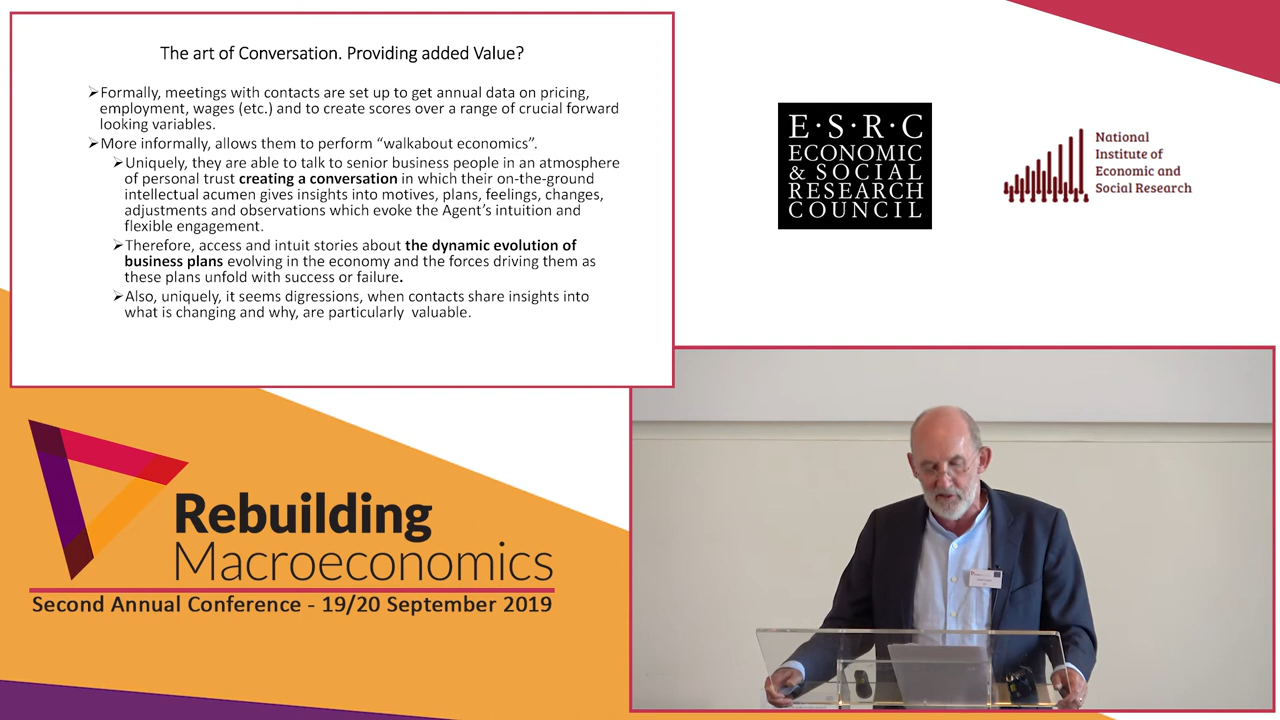 The art of Conversation. Providing added Value?
➢Formally, meetings with contacts are set up to get annual data on pricing,
employment, wages (etc.) and to create scores over a range of crucial forward
looking variables.
➢More informally, allows them to perform “walkabout economics”.
➢Uniquely, they are able to talk to senior business people in an atmosphere
of personal trust creating a conversation in which their on-the-ground
intellectual acumen gives insights into motives, plans, feelings, changes,
adjustments and observations which evoke the Agent’s intuition and
flexible engagement.
➢Therefore, access and intuit stories about the dynamic evolution of
business plans evolving in the economy and the forces driving them as
these plans unfold with success or failure.
➢Also, uniquely, it seems digressions, when contacts share insights into
what is changing and why, are particularly valuable.
E·S·R·C
ECONOMIC
& SOCIAL
RESEARCH
COUNCIL
National
Institute of
Economic and
Social Research
Rebuilding
Macroeconomics
Second Annual Conference - 19/20 September 2019